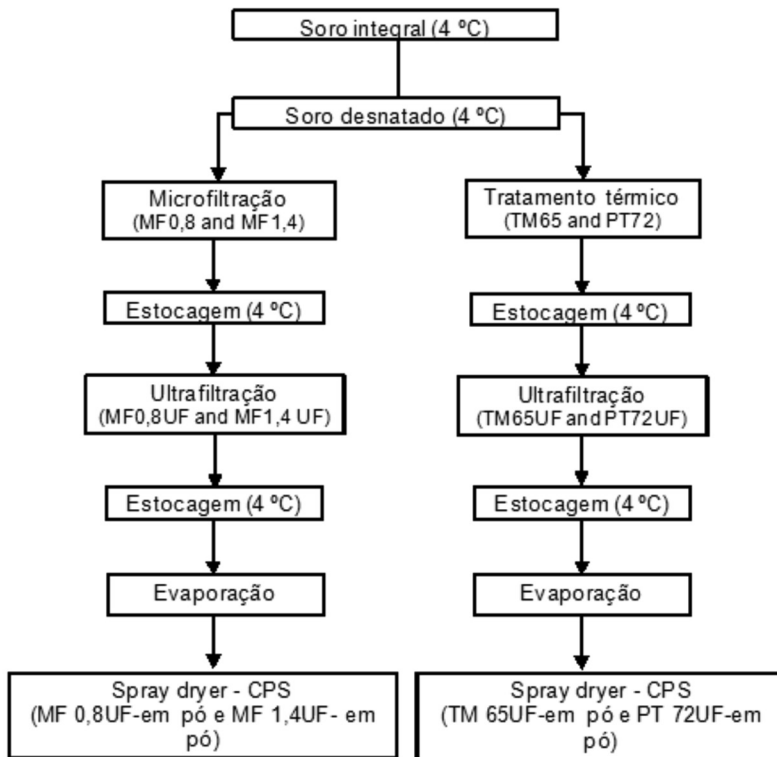 Soro integral (4 ºC)
Soro desnatado (4 ºC)
Microfiltração
(MF0,8 and MF1,4)
Estocagem (4 ºC)
Ultrafiltração
(MF0,8UF and MF1,4 UF)
Estocagem (4 ºC)
Evaporação
Spray dryer - CPS
(MF 0,8UF-em pó e MF 1,4UF- em
pó)
Tratamento térmico
(TM65 and PT72)
Estocagem (4 ºC)
Ultrafiltração
(TM65UF and PT72UF)
Estocagem (4 ºC)
Evaporação
Spray dryer - CPS
(TM 65UF-em pó e PT 72UF-em
pó)